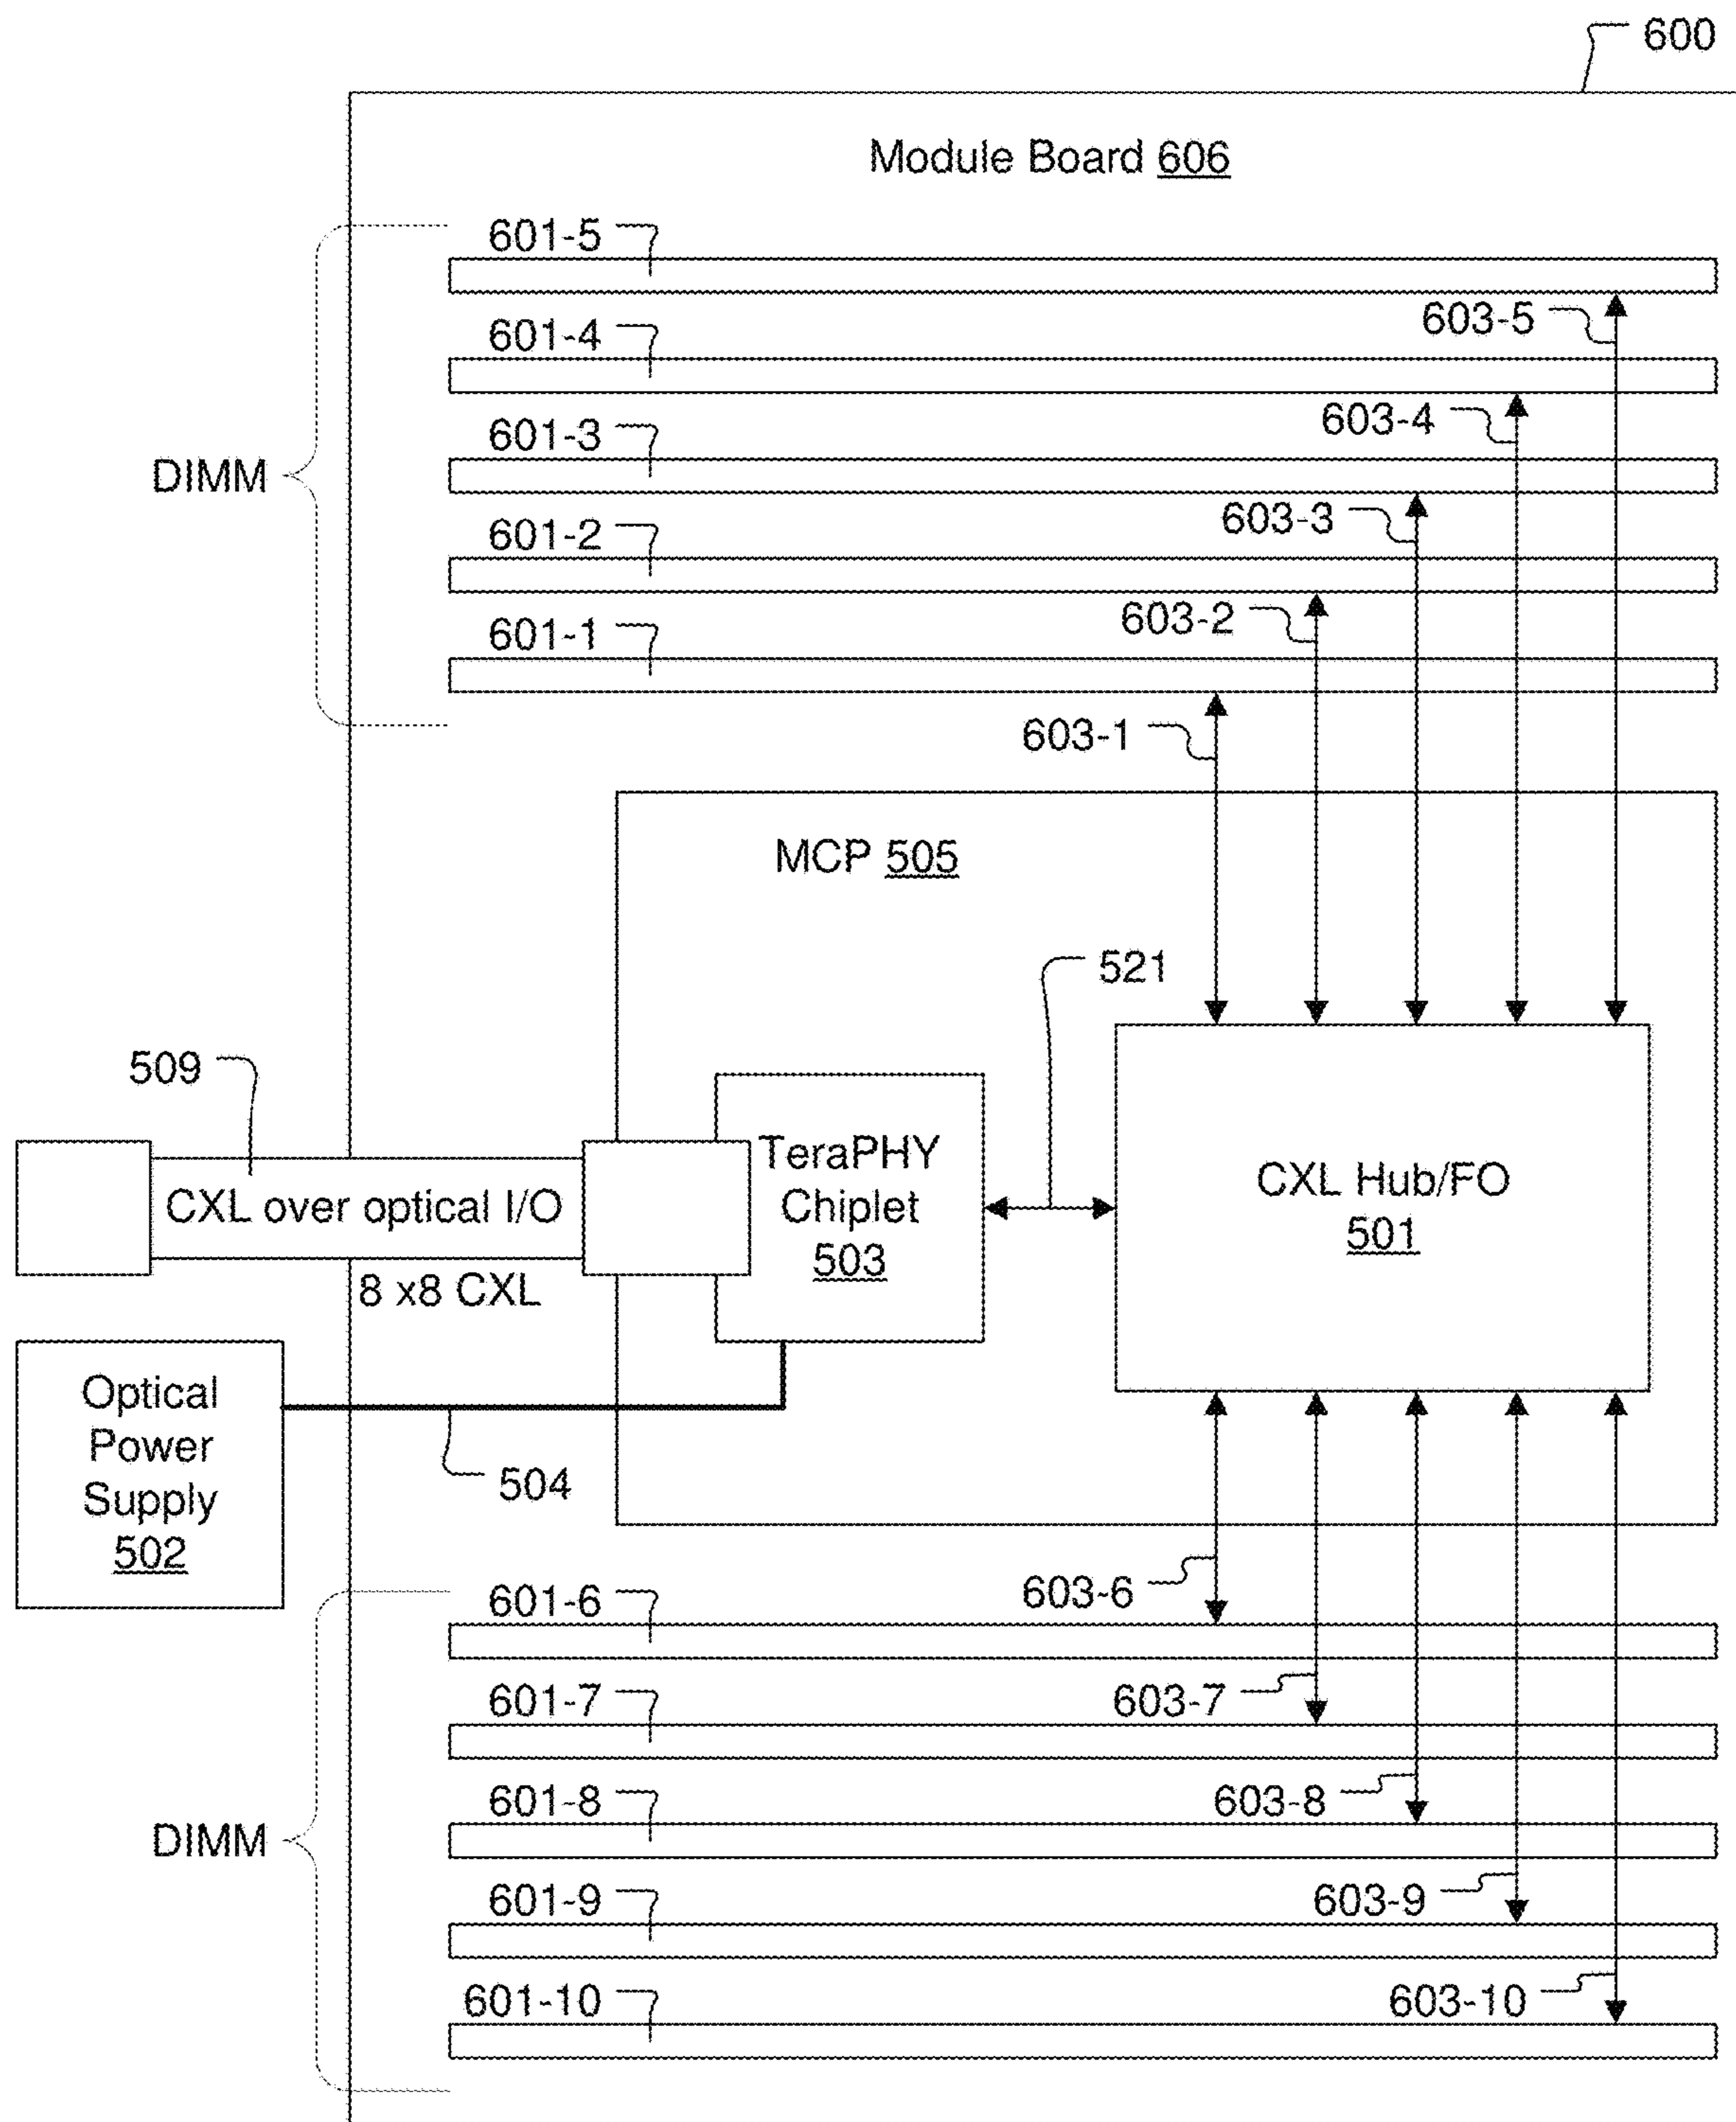 600
Module Board 606
601-5
603-5
601-4
603-4
601-3
DIMM
603-3
601-2
603-2
601-1
603-1
MCP 505
521
509
TeraPHY
Chiplet
503
CXL Hub/FO
501
CXL over optical I/O
8 x8 CXL
Optical
Power
Supply
502
504
603-6
601-6
601-7
603-7
601-8
603-8
DIMM
601-9
603-9
601-10
603-10